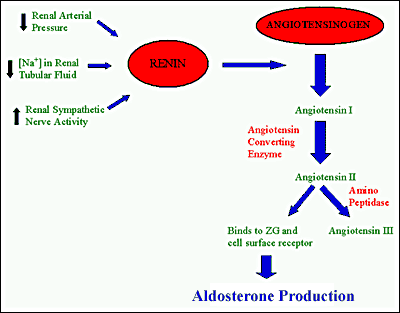 Renal Arterial
Pressure
[Na+] in Renal
Tubular Fluid
Renal Sympathetic
Nerve Activity
RENIN
ANGIOTENSINOGEN
Angiotensin I
Angiotensin
Converting
Enzyme
Angiotensin II
Amino
Peptidase
Binds to ZG and
cell surface receptor
Angiotensin III
Aldosterone Production